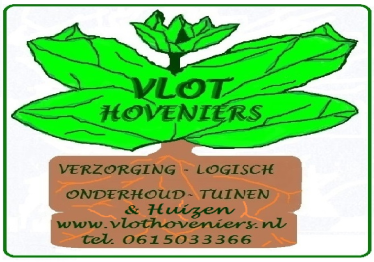 VLOT
HOVENIERS
VERZORGING - LOGISCH
ONDERHOUD - TUINEN
& Huizen
www.vlothoveniers.nl
tel. 0615033366